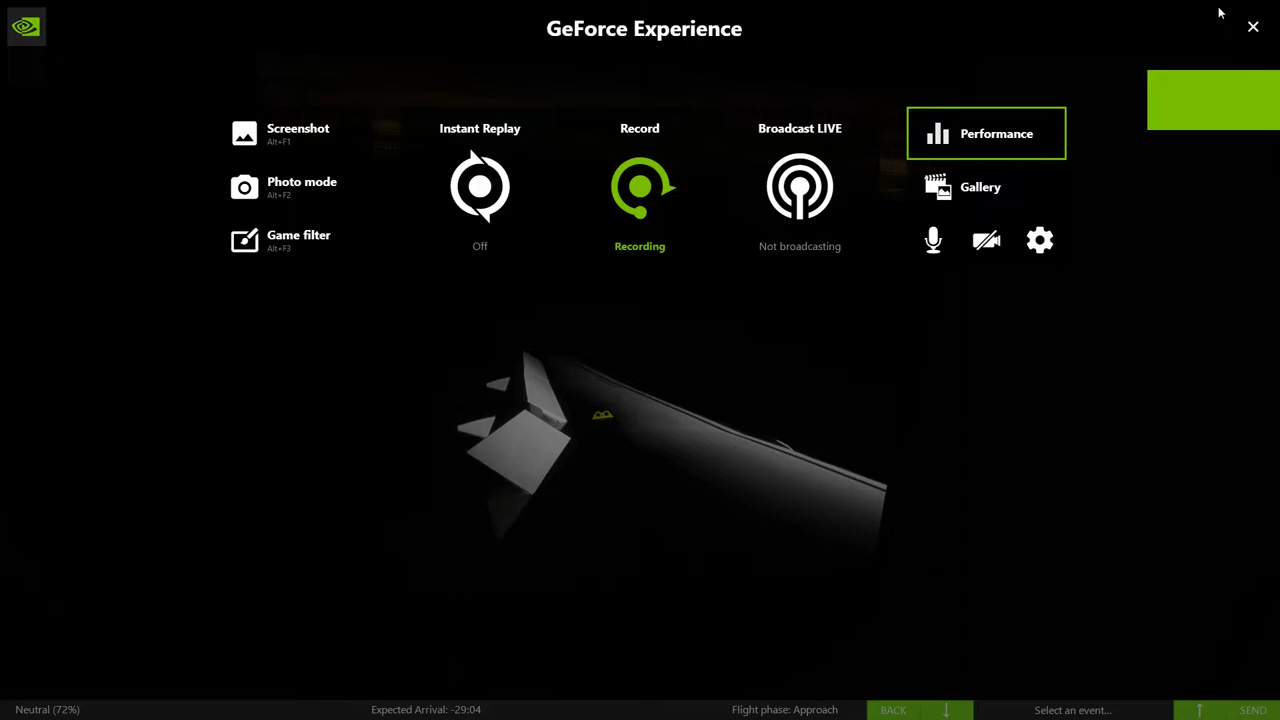 GeForce Experience
Screenshot
Alt+F1
Photo mode
Alt+F2
Game filter
Alt+F3
Instant Replay
Off
Record
Recording
Broadcast LIVE
Not broadcasting
Performance
Gallery
Neutral (72%)
Expected Arrival: -29:04
Flight phase: Approach
BACK
↓
Select an event...
↑
SEND